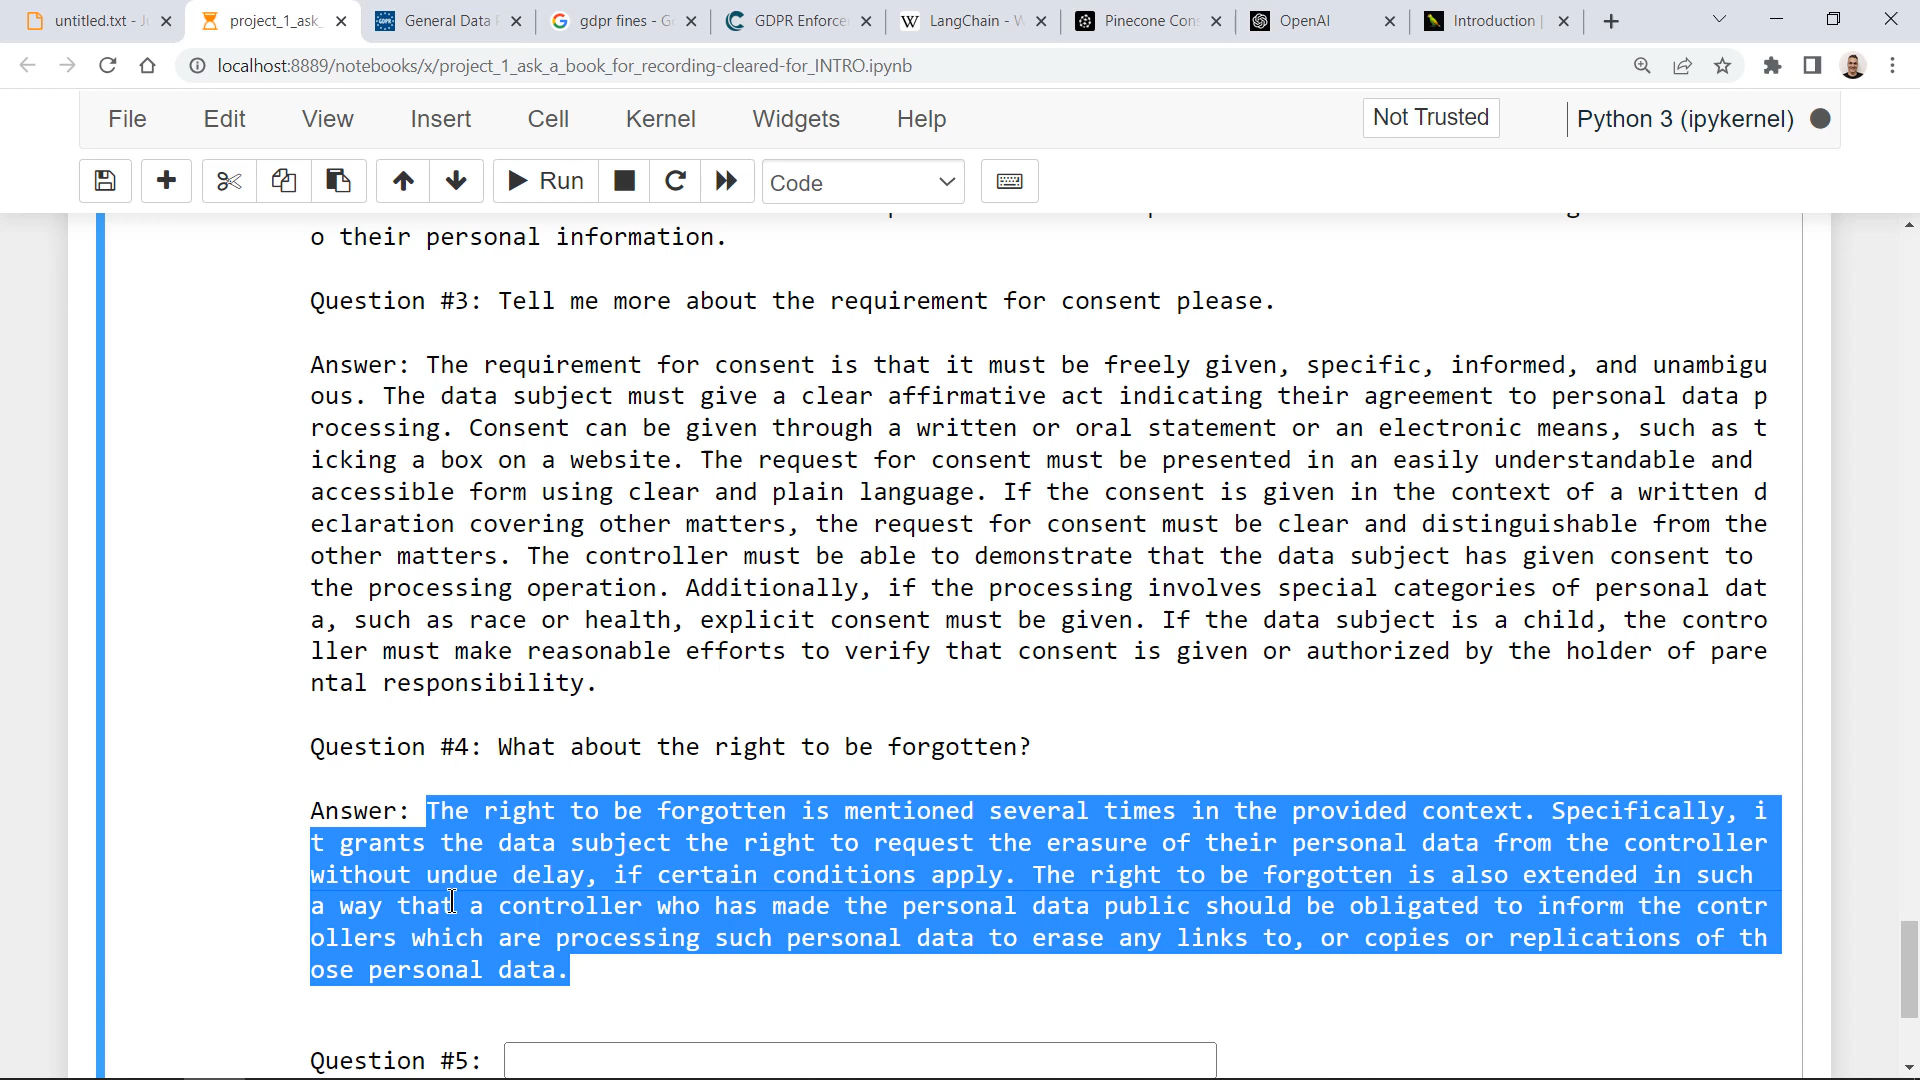 untitled.txt - J
project_1_ask_
General Data
gdpr fines - G
GDPR Enforce
LangChain - W
Pinecone Con
OpenAI
Introduction |
localhost:8889/notebooks/x/project_1_ask_a_book_for_recording-cleared-for_INTRO.ipynb
File Edit View Insert Cell Kernel Widgets Help Not Trusted Python 3 (ipykernel)
Run Code
o their personal information.
Question #3: Tell me more about the requirement for consent please.
Answer: The requirement for consent is that it must be freely given, specific, informed, and unambigu
ous. The data subject must give a clear affirmative act indicating their agreement to personal data p
rocessing. Consent can be given through a written or oral statement or an electronic means, such as t
icking a box on a website. The request for consent must be presented in an easily understandable and
accessible form using clear and plain language. If the consent is given in the context of a written d
eclaration covering other matters, the request for consent must be clear and distinguishable from the
other matters. The controller must be able to demonstrate that the data subject has given consent to
the processing operation. Additionally, if the processing involves special categories of personal dat
a, such as race or health, explicit consent must be given. If the data subject is a child, the contro
ller must make reasonable efforts to verify that consent is given or authorized by the holder of pare
ntal responsibility.
Question #4: What about the right to be forgotten?
Answer: The right to be forgotten is mentioned several times in the provided context. Specifically, i
t grants the data subject the right to request the erasure of their personal data from the controller
without undue delay, if certain conditions apply. The right to be forgotten is also extended in such
a way that a controller who has made the personal data public should be obligated to inform the contr
ollers which are processing such personal data to erase any links to, or copies or replications of th
ose personal data.
Question #5: